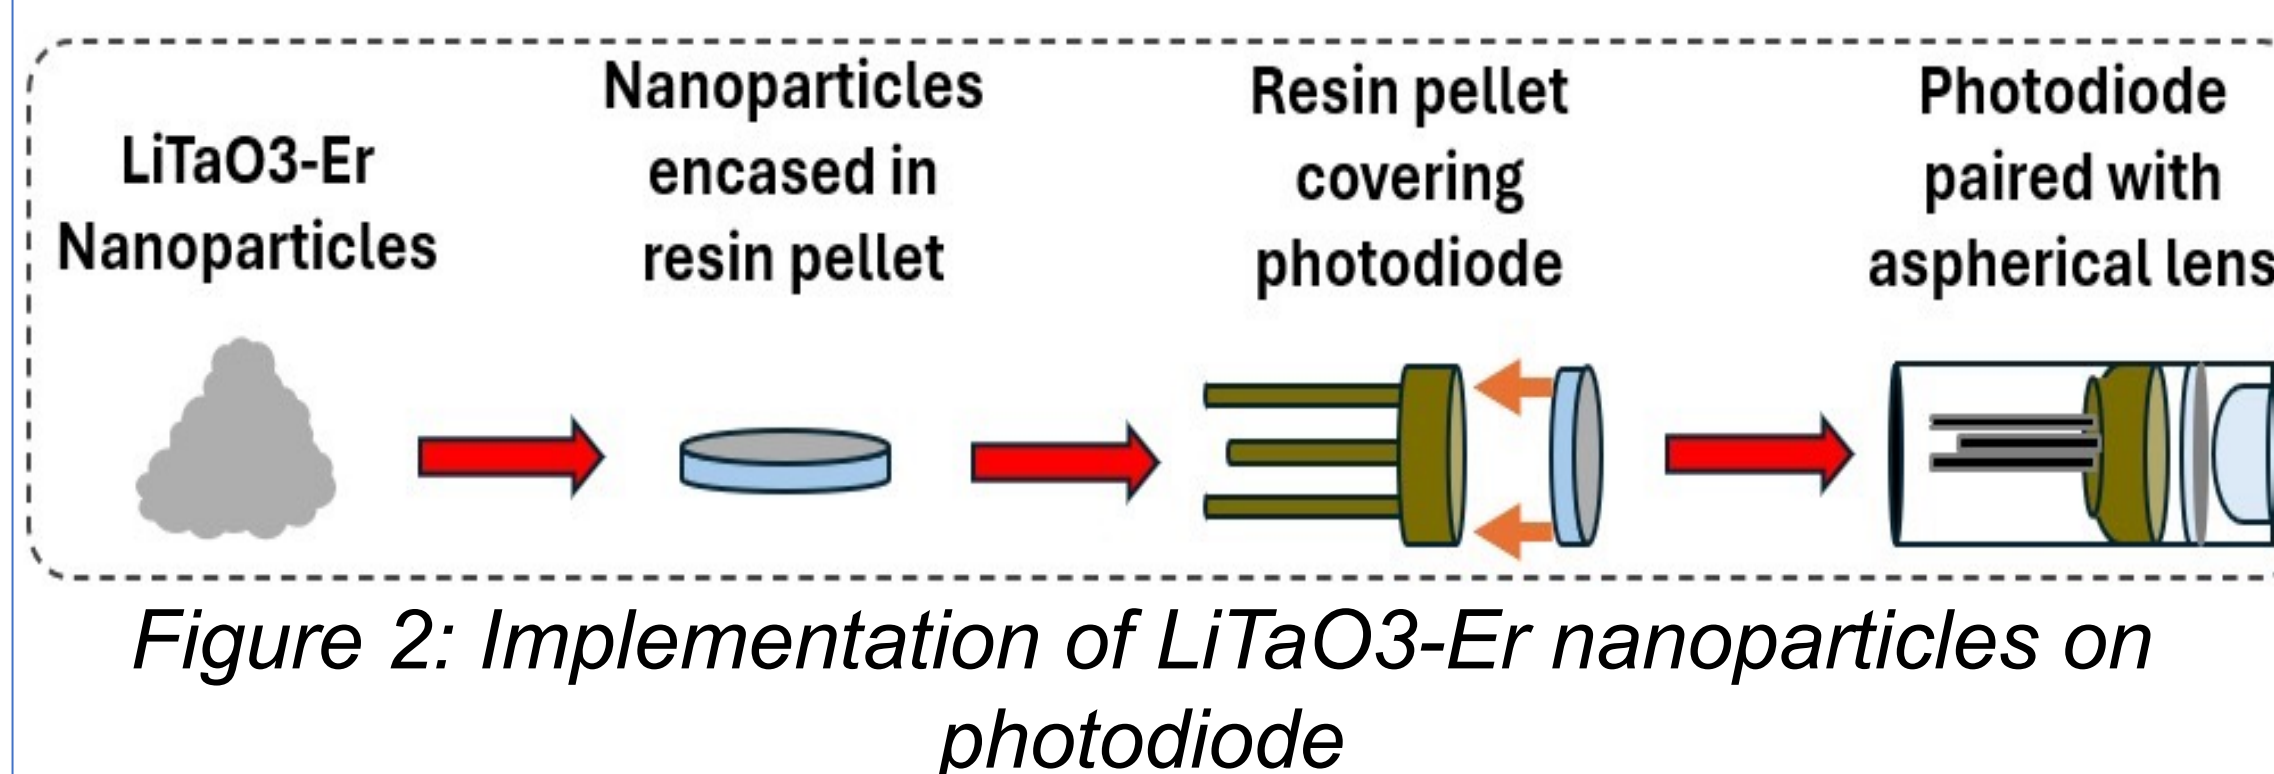 LiTaO3-Er
Nanoparticles
Nanoparticles
encased in
resin pellet
Resin pellet
covering
photodiode
Photodiode
paired with
aspherical lens
Figure 2: Implementation of LiTaO3-Er nanoparticles on
photodiode